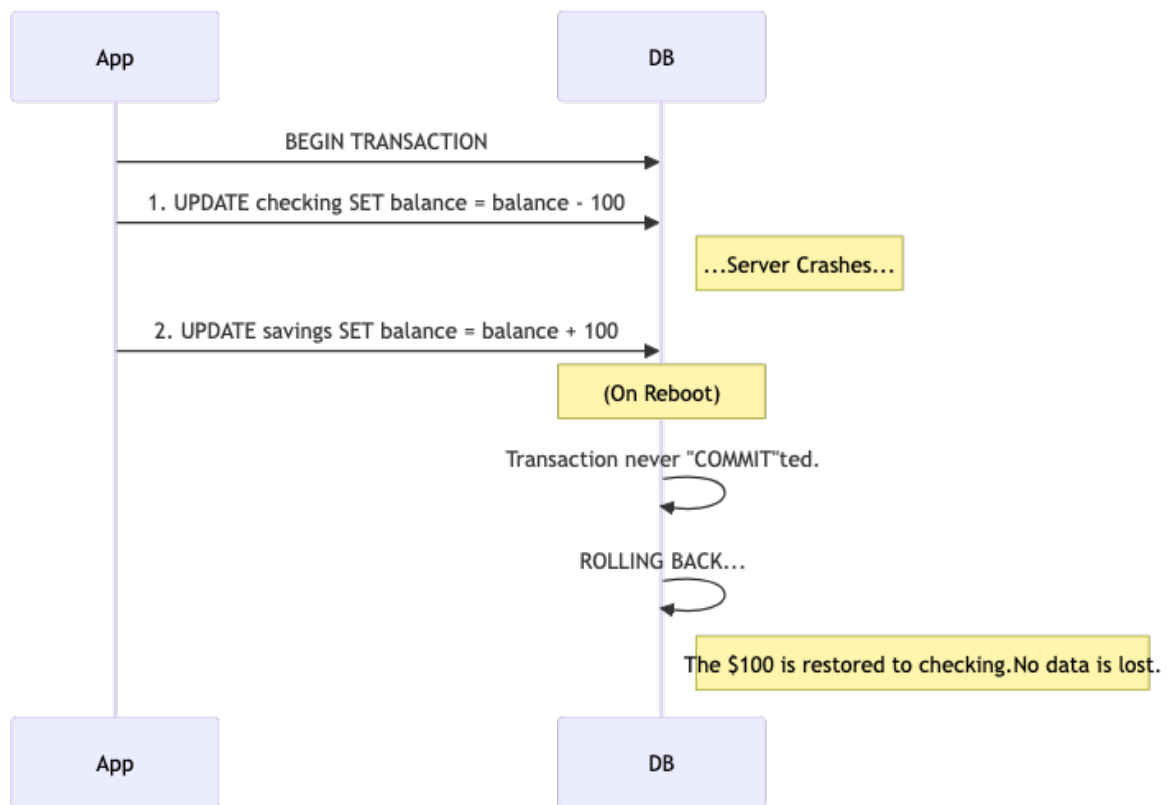 App
DB
BEGIN TRANSACTION
1. UPDATE checking SET balance = balance - 100
...Server Crashes...
2. UPDATE savings SET balance = balance + 100
(On Reboot)
Transaction never "COMMIT"ted.
ROLLING BACK...
The $100 is restored to checking.No data is lost.
App
DB